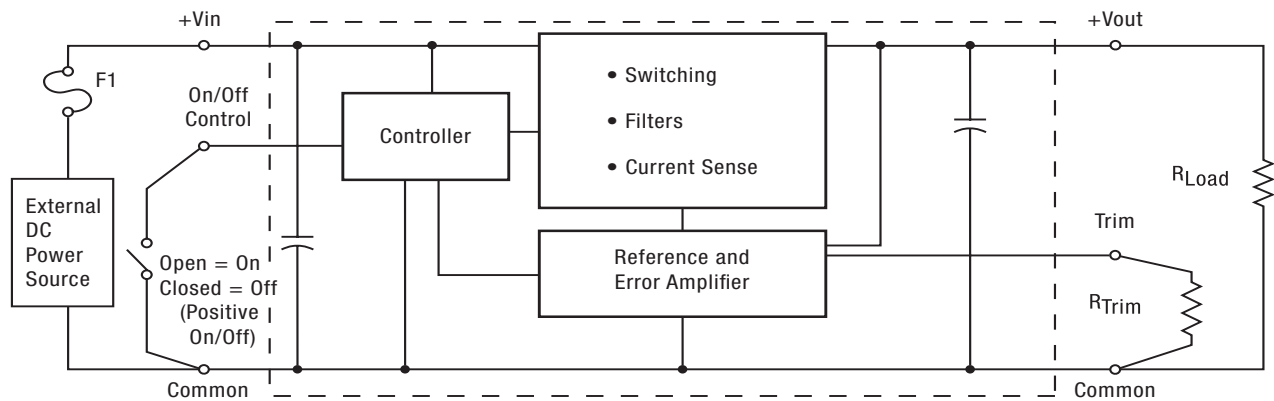 +Vin
+Vout
F1
On/Off
Control
Controller
• Switching
• Filters
• Current Sense
RLoad
External
DC
Power
Source
Open = On
Closed = Off
(Positive
On/Off)
Reference and
Error Amplifier
Trim
RTrim
Common
Common